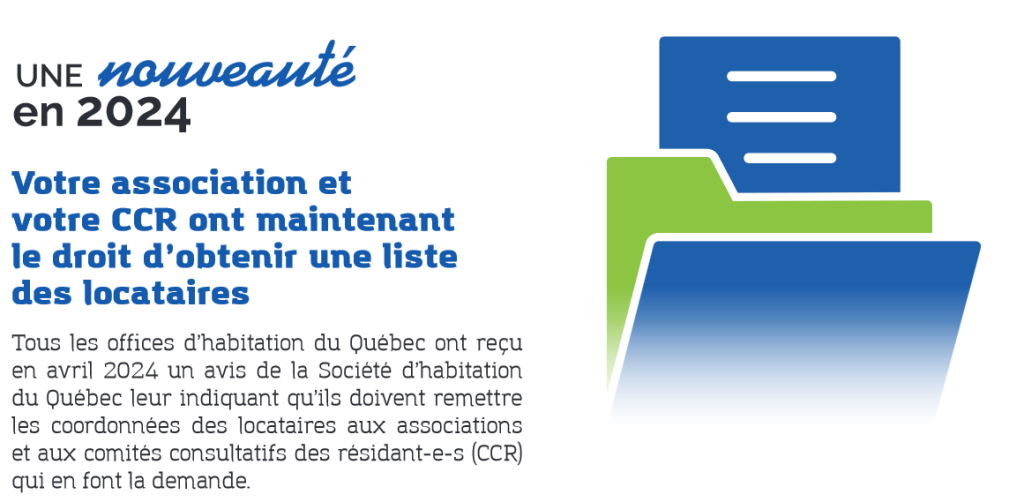 UNE nouveauté
en 2024
Votre association et
votre CCR ont maintenant
le droit d'obtenir une liste
des locataires
Tous les offices d'habitation du Québec ont reçu
en avril 2024 un avis de la Société d'habitation
du Québec leur indiquant qu'ils doivent remettre
les coordonnées des locataires aux associations
et aux comités consultatifs des résidant-e-s (CCR)
qui en font la demande.